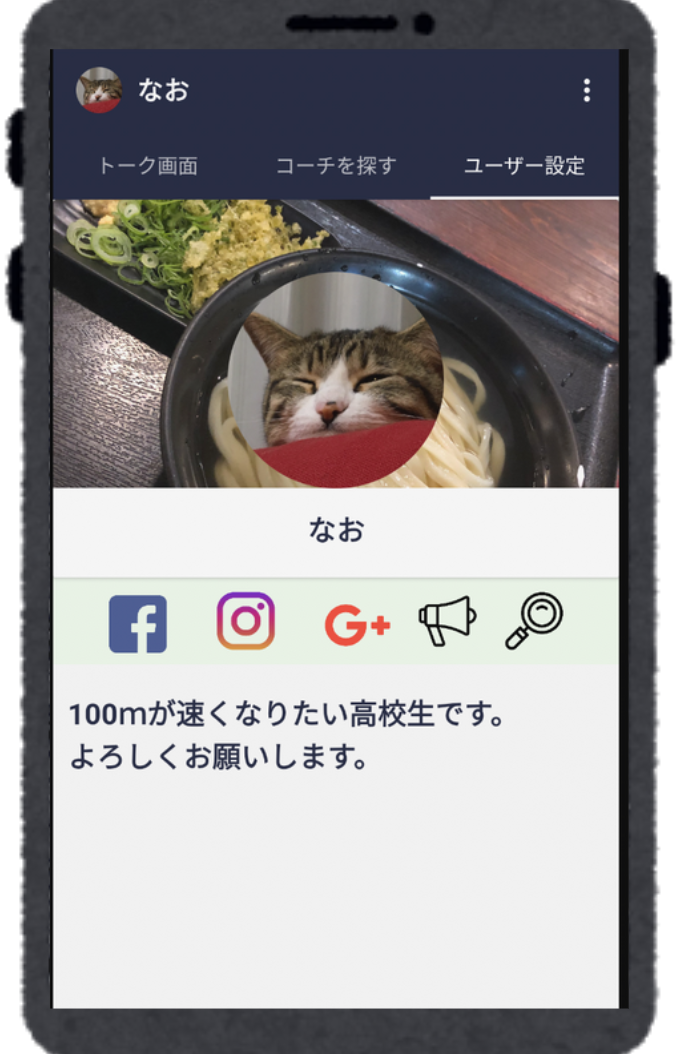 なお
トーク画面
コーチを探す
ユーザー設定
なお
f
G+
100mが速くなりたい高校生です。
よろしくお願いします。